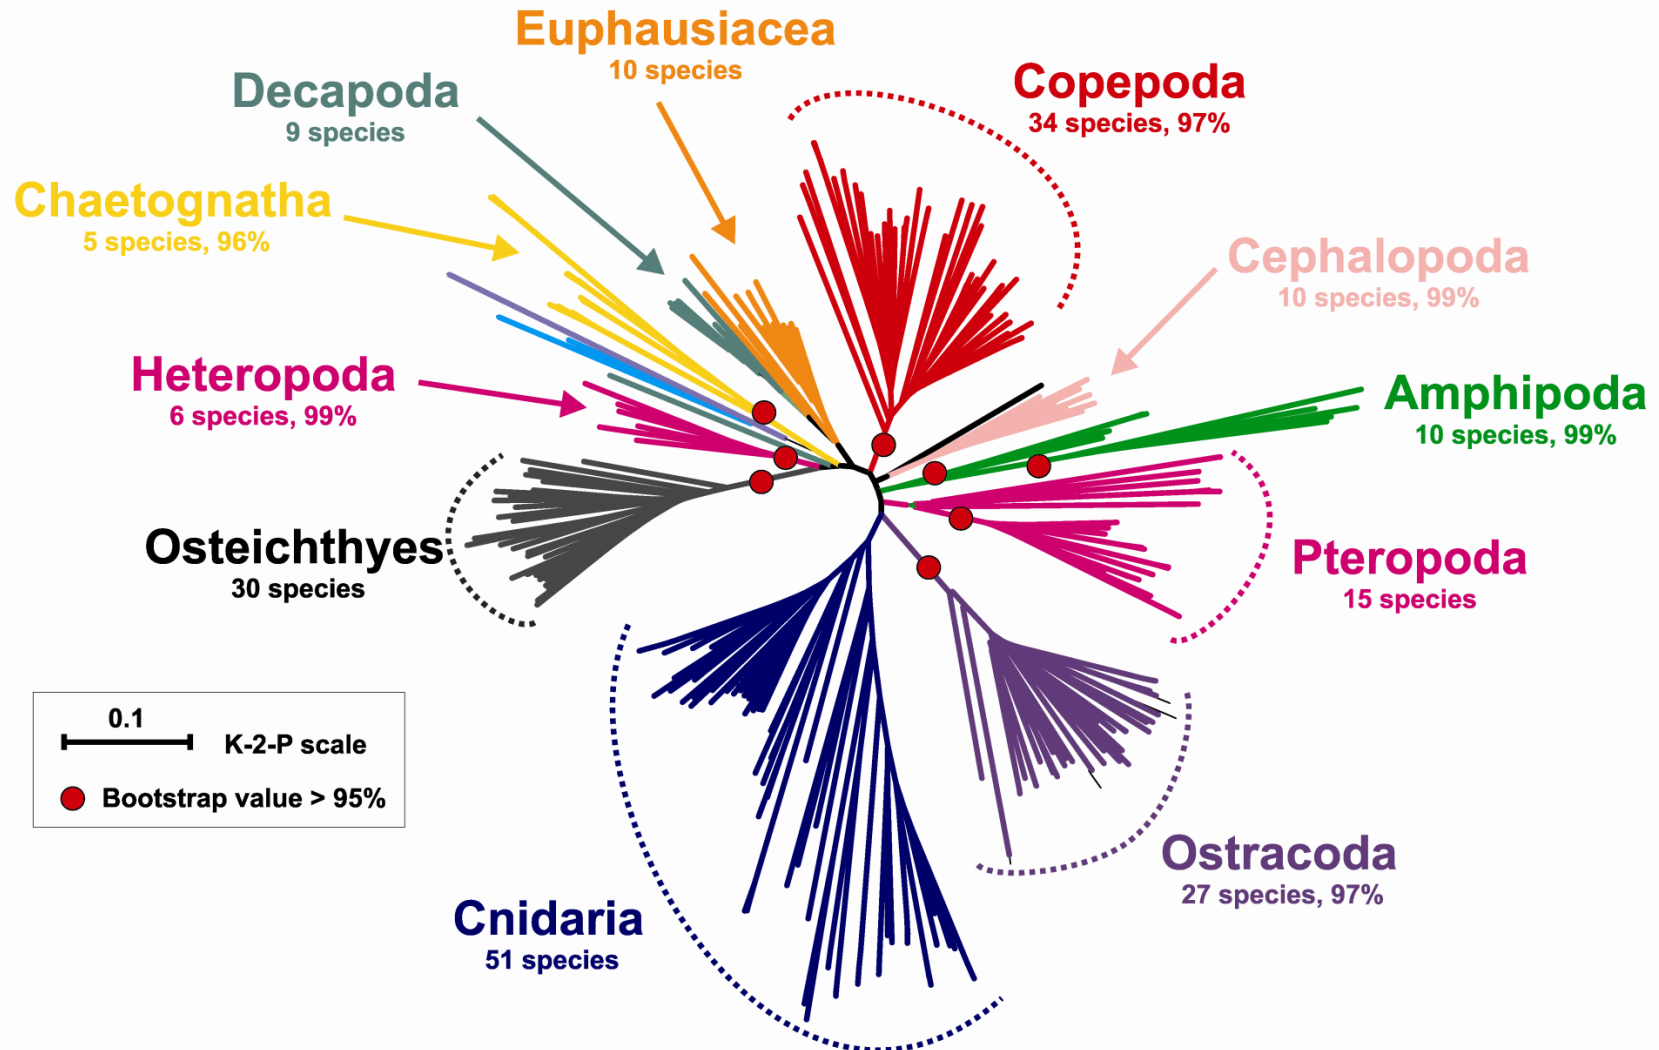 Euphausiacea
10 species
Decapoda
9 species
Copepoda
34 species, 97%
Chaetognatha
5 species, 96%
Cephalopoda
10 species, 99%
Heteropoda
6 species, 99%
Amphipoda
10 species, 99%
Osteichthyes
30 species
Pteropoda
15 species
0.1
K-2-P scale
Bootstrap value > 95%
Ostracoda
27 species, 97%
Cnidaria
51 species